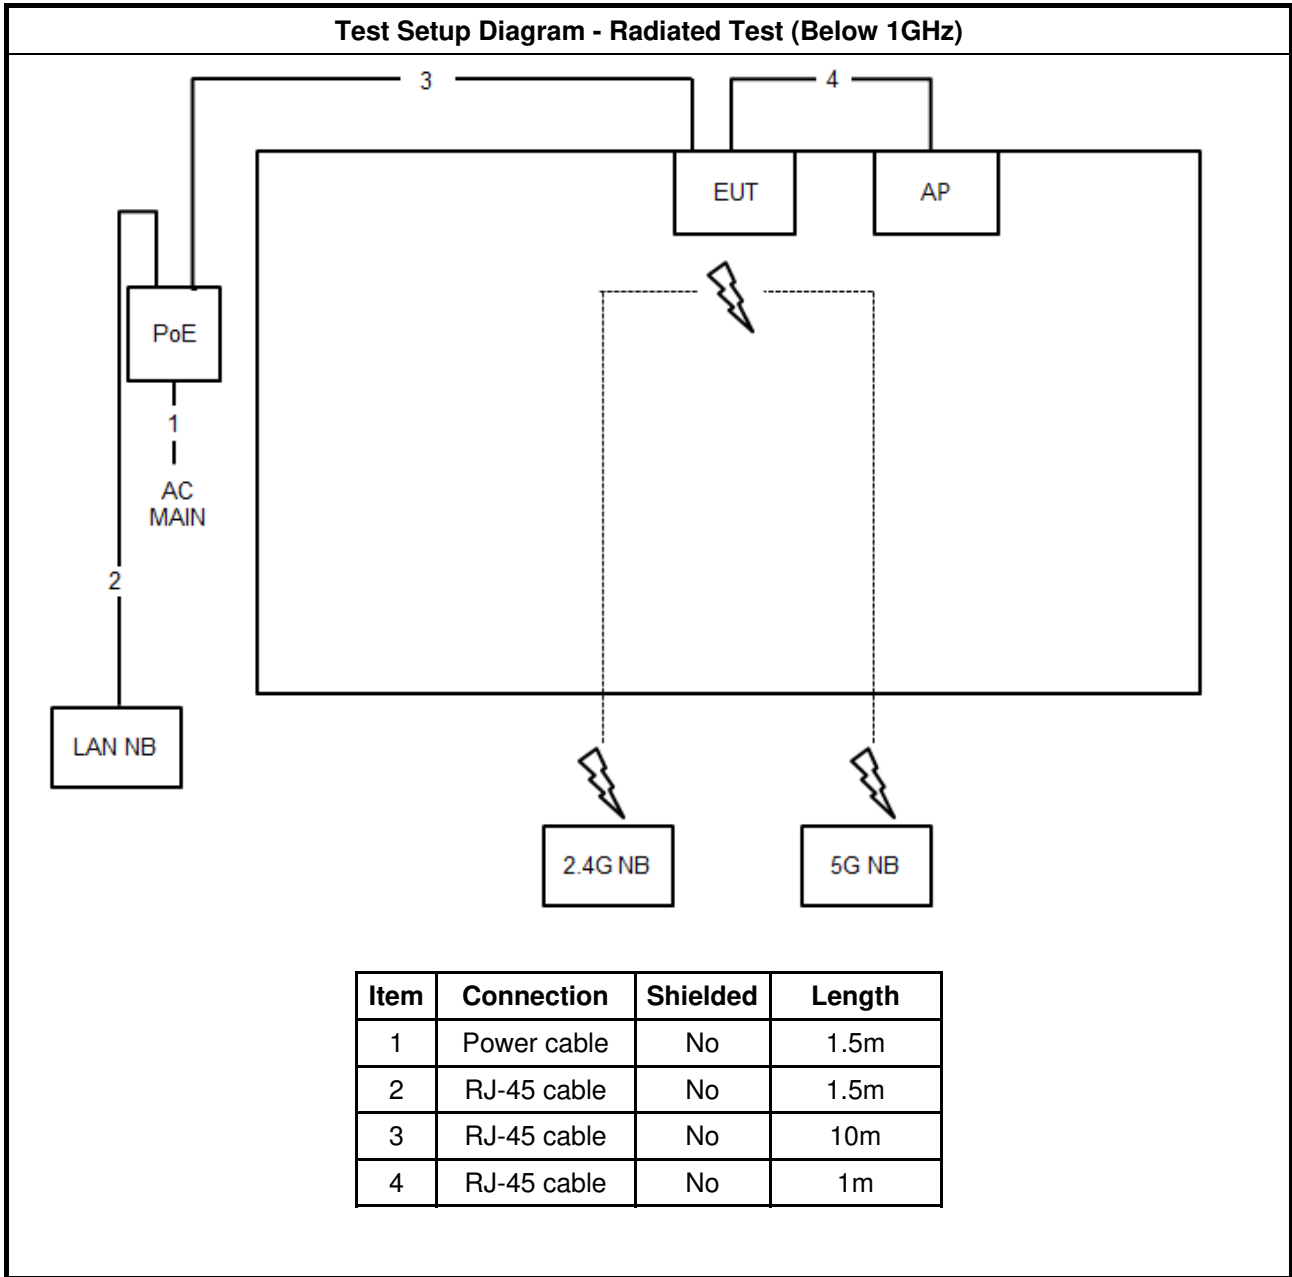 Test Setup Diagram - Radiated Test (Below 1GHz)
3
4
EUT
AP
PoE
1
AC
MAIN
2
LAN NB
2.4G NB
5G NB
Item Connection Shielded Length
1 Power cable No 1.5m
2 RJ-45 cable No 1.5m
3 RJ-45 cable No 10m
4 RJ-45 cable No 1m